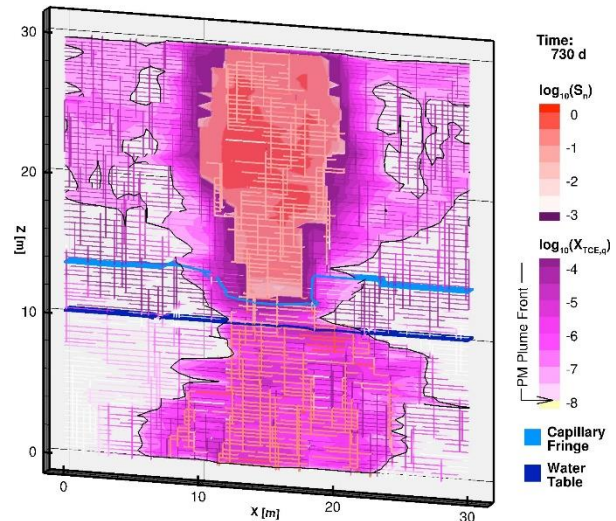 30
20
10
0
Z [m]
0
10
20
30
X [m]
Time:
730 d
log10(Sn)
0
-1
-2
-3
log10(XTCE,q)
-4
-5
-6
-7
-8
PM Plume Front
Capillary
Fringe
Water
Table